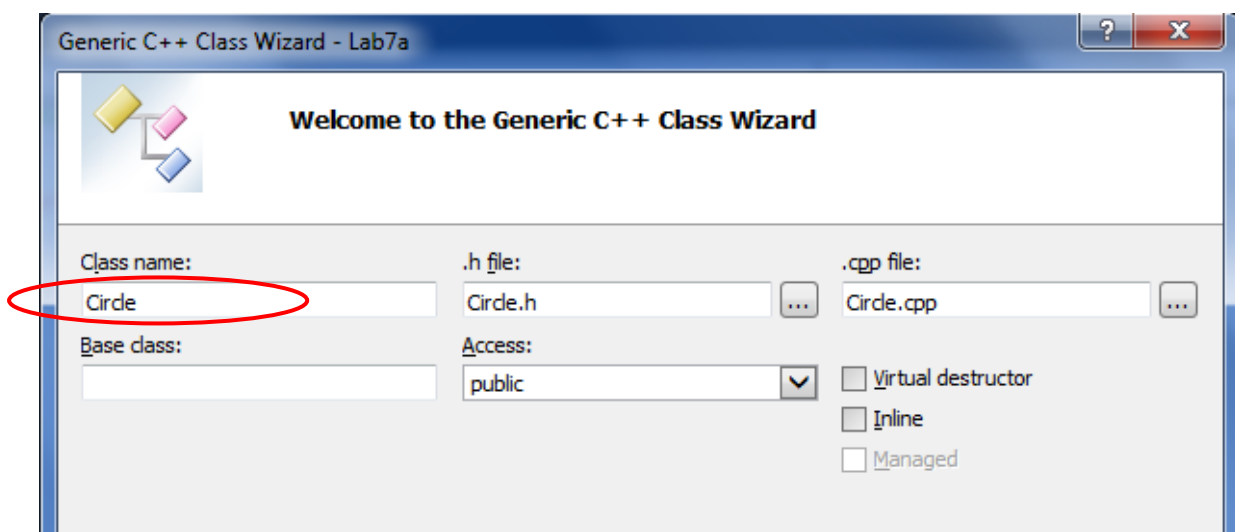 Generic C++ Class Wizard - Lab7a
?
X
Welcome to the Generic C++ Class Wizard
Class name: .h file: .cpp file:
Circle Circle.h ... Circle.cpp ...
Base class: Access:
public Virtual destructor
Inline
Managed